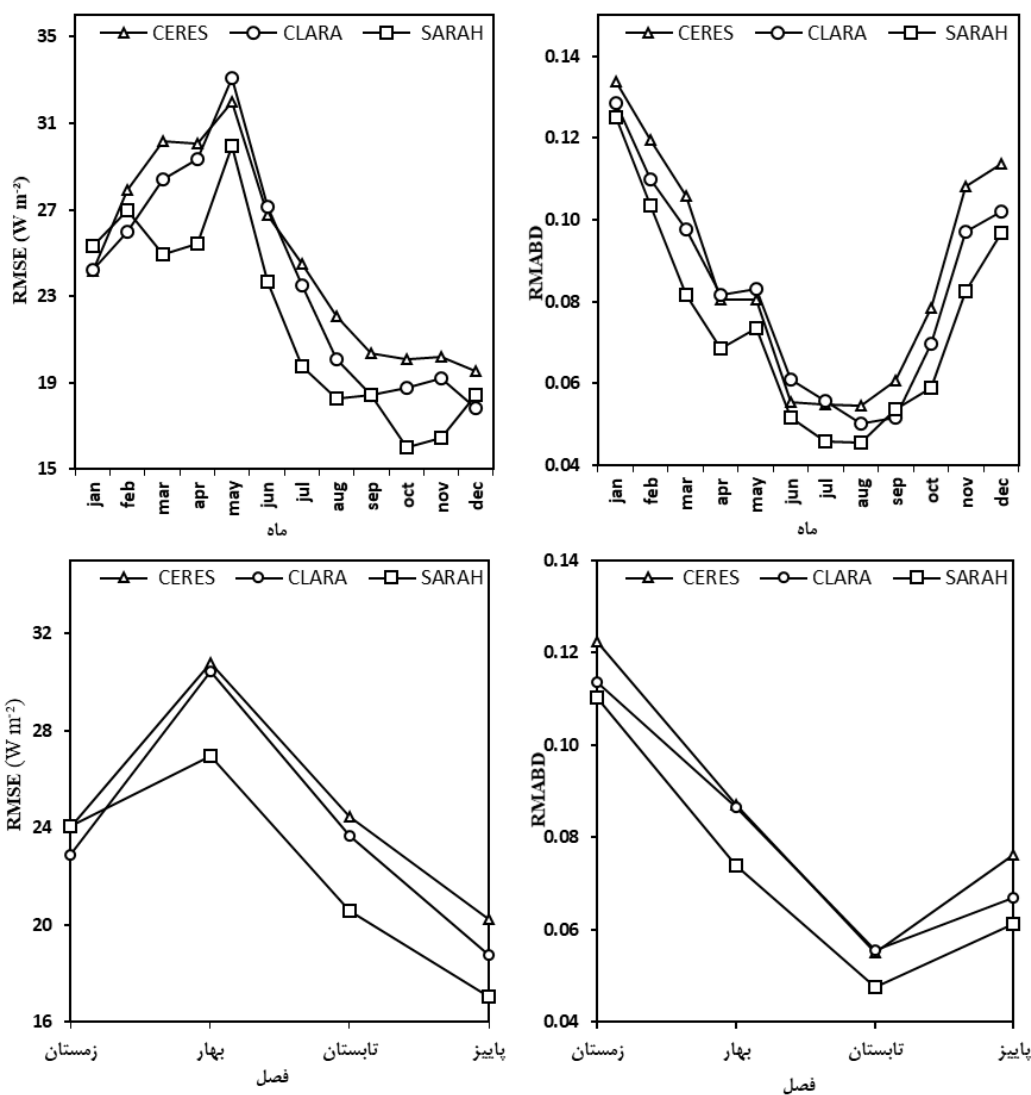 CERES CLARA SARAH
RMSE (W m⁻²)
35
31
27
23
19
15
jan feb mar apr may jun jul aug sep oct nov dec
ماه
CERES CLARA SARAH
RMABD
0.14
0.12
0.10
0.08
0.06
0.04
jan feb mar apr may jun jul aug sep oct nov dec
ماه
CERES CLARA SARAH
RMSE (W m⁻²)
32
28
24
20
16
زمستان بهار تابستان پاییز
فصل
CERES CLARA SARAH
RMABD
0.14
0.12
0.10
0.08
0.06
0.04
زمستان بهار تابستان پاییز
فصل